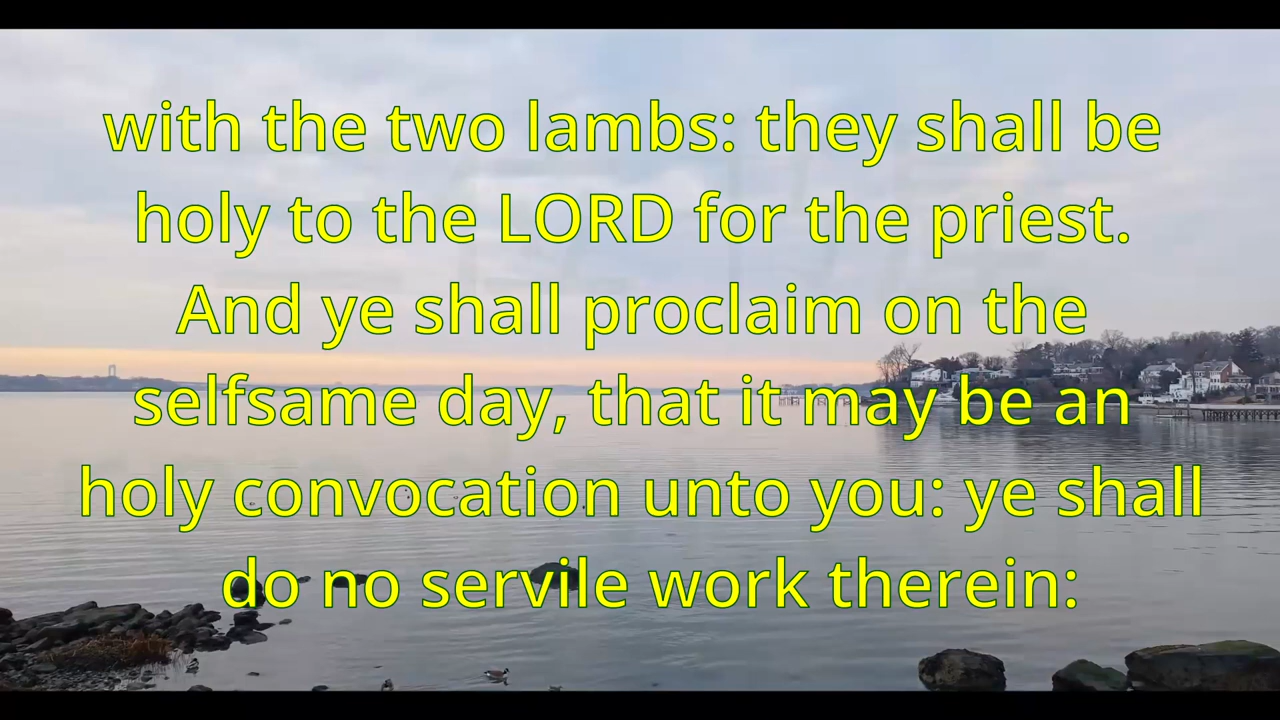 with the two lambs: they shall be
holy to the LORD for the priest.
And ye shall proclaim on the
selfsame day, that it may be an
holy convocation unto you: ye shall
do no servile work therein: